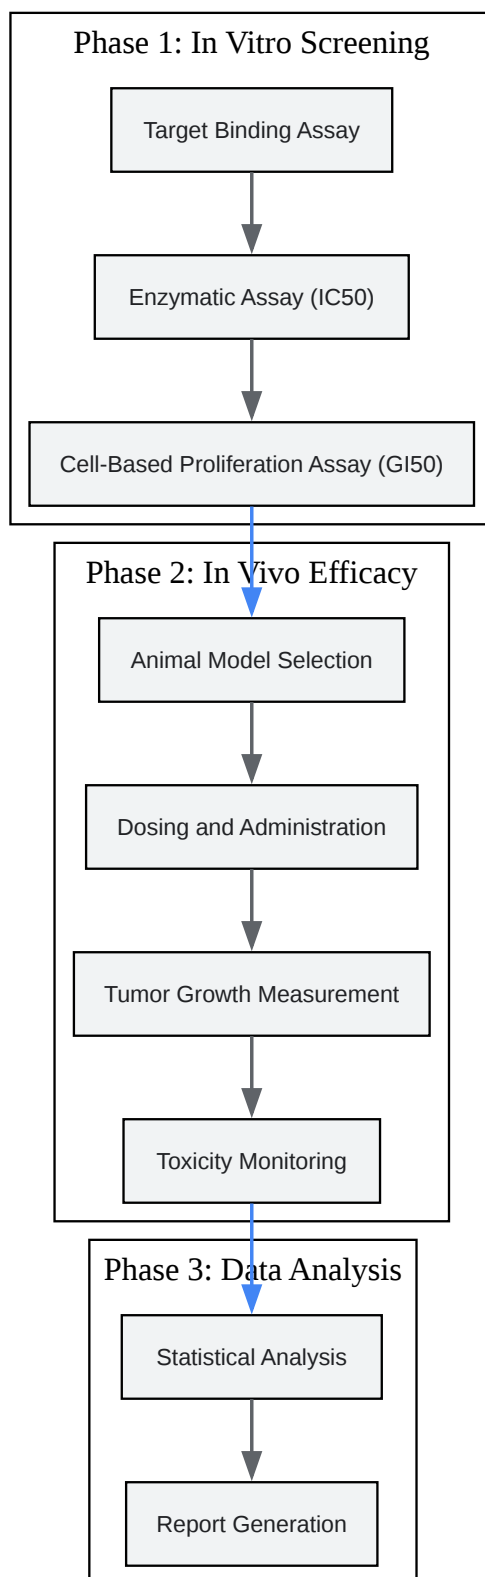 Phase 1: In Vitro Screening
Target Binding Assay
Enzymatic Assay (IC50)
Cell-Based Proliferation Assay (GI50)
Phase 2: In Vivo Efficacy
Animal Model Selection
Dosing and Administration
Tumor Growth Measurement
Toxicity Monitoring
Phase 3: Data Analysis
Statistical Analysis
Report Generation